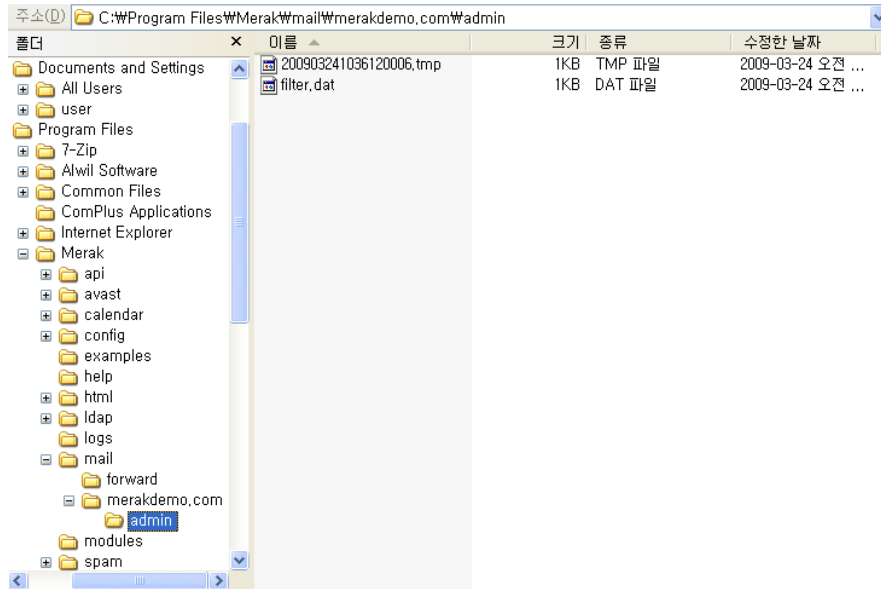 주소(D) C:₩Program Files₩Merak₩mail₩merakdemo.com₩admin
폴더
이름 크기 종류 수정한 날짜
Documents and Settings
All Users
user
Program Files
7-Zip
Alwil Software
Common Files
ComPlus Applications
Internet Explorer
Merak
api
avast
calendar
config
examples
help
html
ldap
logs
mail
forward
merakdemo.com
admin
modules
spam
200903241036120006.tmp 1KB TMP 파일 2009-03-24 오전 ...
filter.dat 1KB DAT 파일 2009-03-24 오전 ...